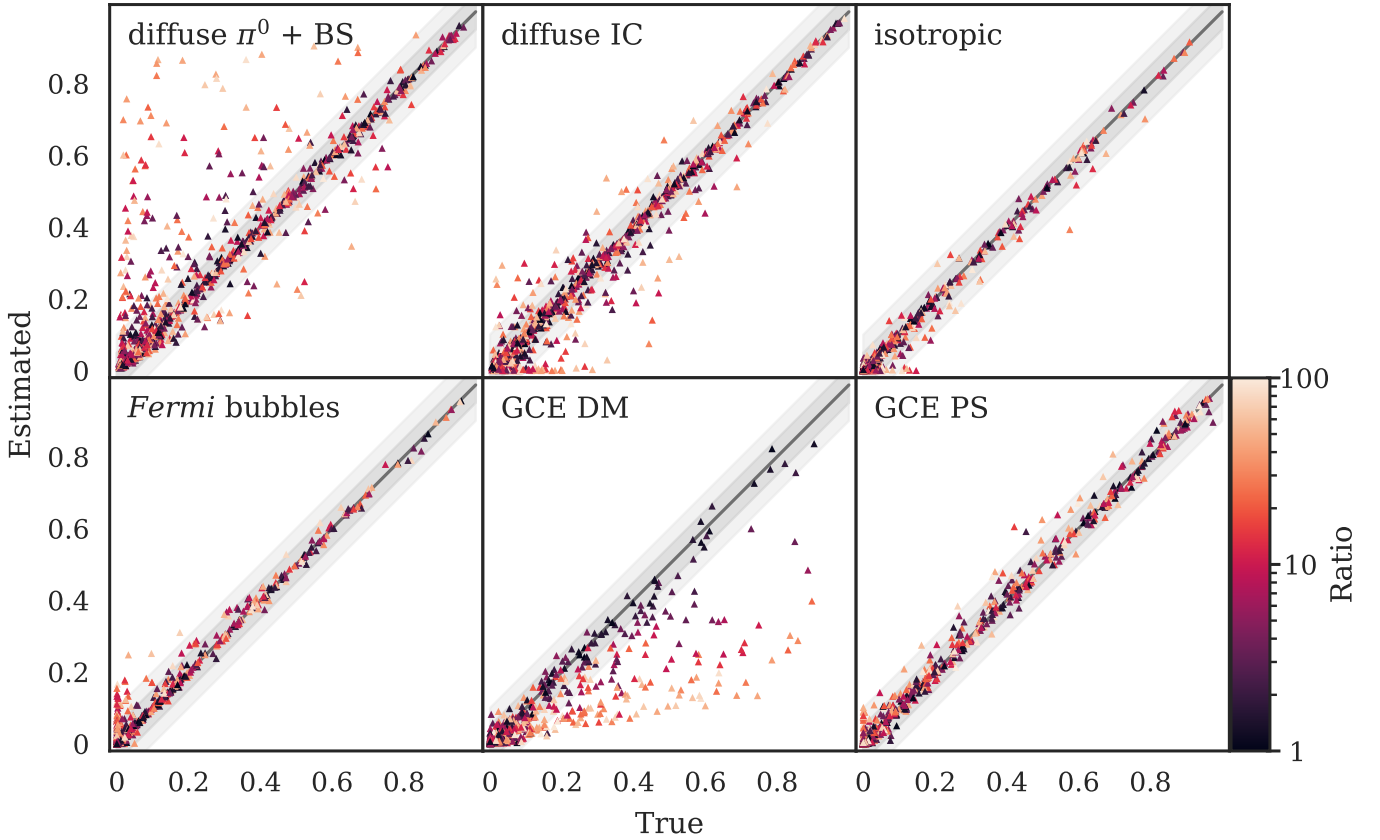 diffuse π⁰ + BS
diffuse IC
isotropic
0.8
0.6
0.4
0.2
0
Fermi bubbles
GCE DM
GCE PS
0.8
0.6
0.4
0.2
0
Estimated
0 0.2 0.4 0.6 0.8
0 0.2 0.4 0.6 0.8
0 0.2 0.4 0.6 0.8
True
100
10
1
Ratio